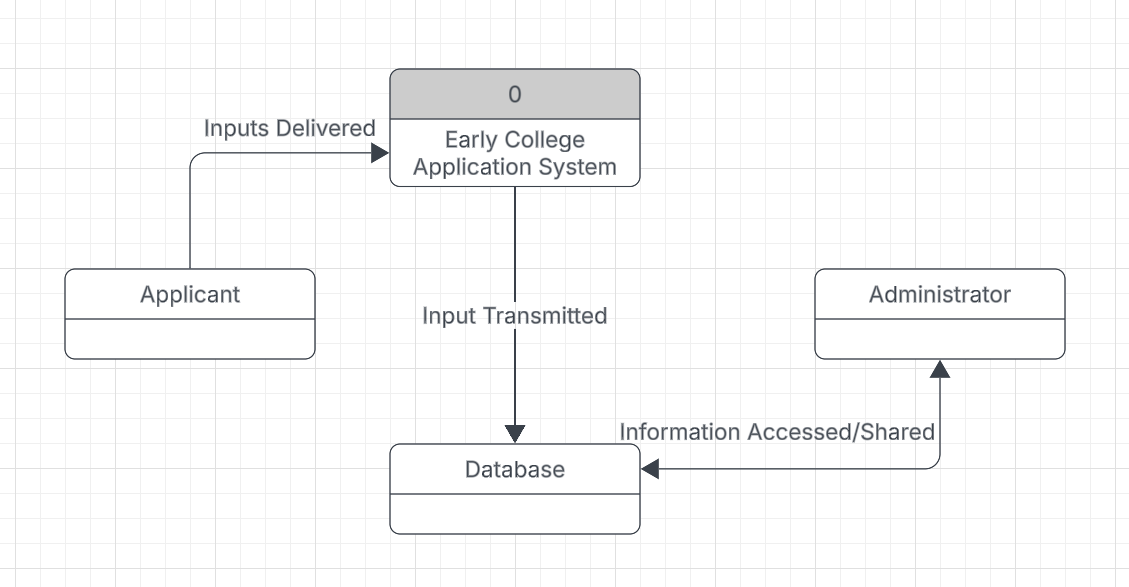 0
Inputs Delivered
Early College
Application System
Applicant
Administrator
Input Transmitted
Information Accessed/Shared
Database